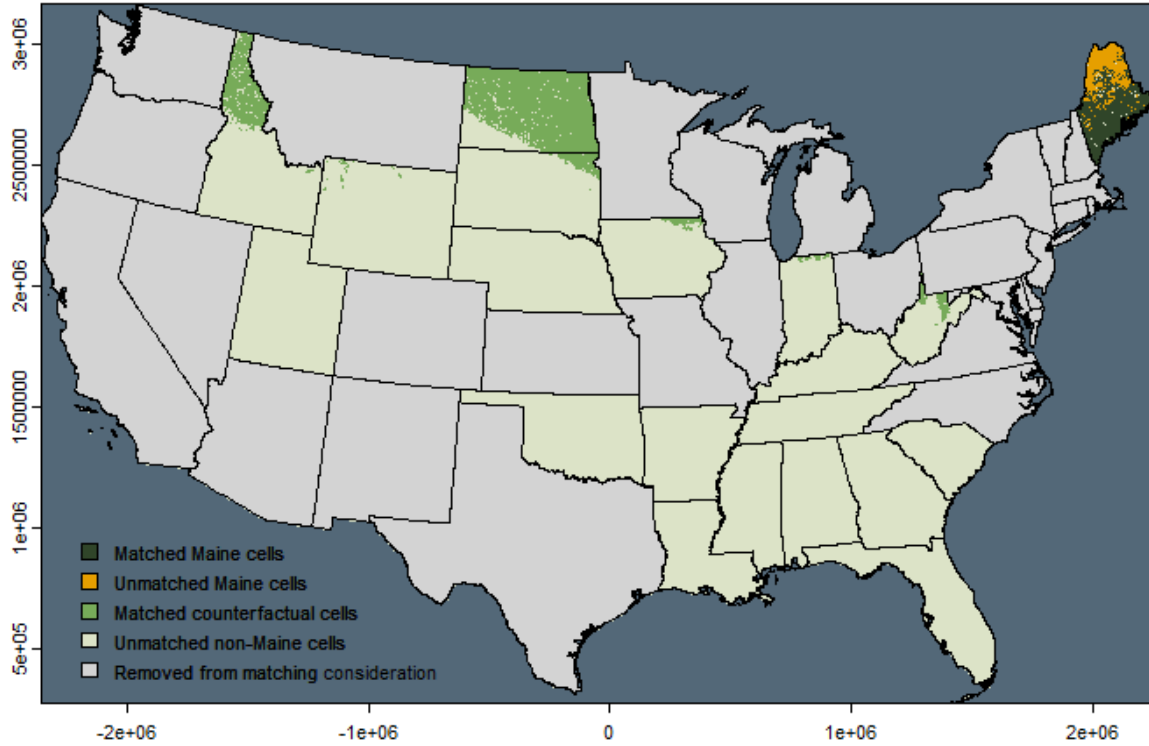 3e+06
2500000
2e+06
1500000
1e+06
5e+05
Matched Maine cells
Unmatched Maine cells
Matched counterfactual cells
Unmatched non-Maine cells
Removed from matching consideration
-2e+06
-1e+06
0
1e+06
2e+06